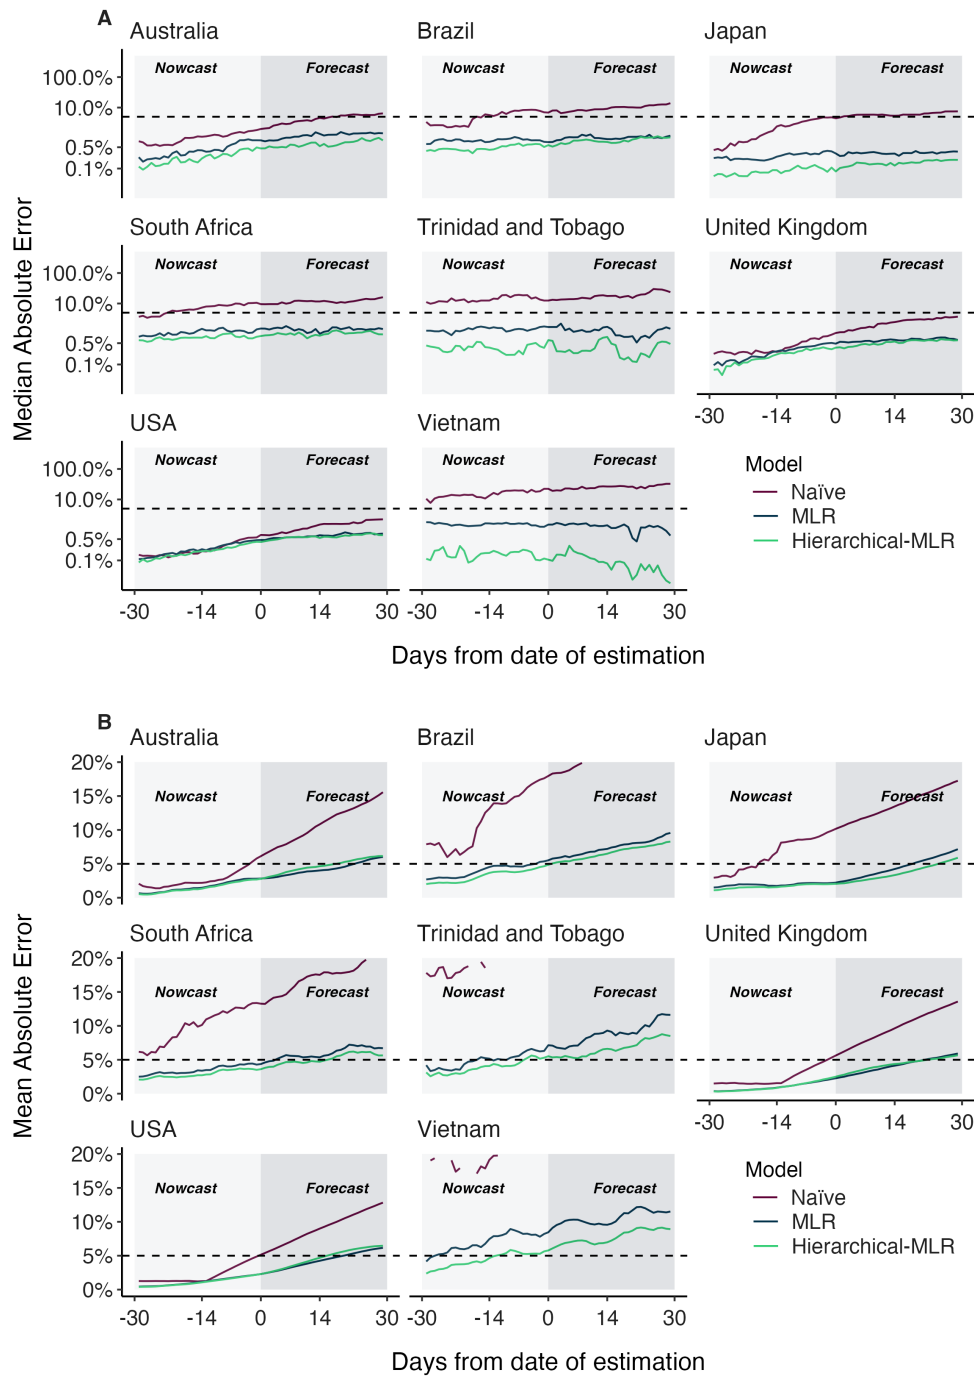 A
Australia
Brazil
Japan
Nowcast Forecast
Nowcast Forecast
Nowcast Forecast
100.0%
10.0%
0.5%
0.1%
South Africa
Trinidad and Tobago
United Kingdom
Nowcast Forecast
Nowcast Forecast
Nowcast Forecast
100.0%
10.0%
0.5%
0.1%
-30 -14 0 14 30
USA
Vietnam
Nowcast Forecast
Nowcast Forecast
100.0%
10.0%
0.5%
0.1%
-30 -14 0 14 30
-30 -14 0 14 30
Median Absolute Error
Days from date of estimation
Model
Naïve
MLR
Hierarchical-MLR
B
Australia
Brazil
Japan
Nowcast Forecast
Nowcast Forecast
Nowcast Forecast
20%
15%
10%
5%
0%
South Africa
Trinidad and Tobago
United Kingdom
Nowcast Forecast
Nowcast Forecast
Nowcast Forecast
20%
15%
10%
5%
0%
-30 -14 0 14 30
USA
Vietnam
Nowcast Forecast
Nowcast Forecast
20%
15%
10%
5%
0%
-30 -14 0 14 30
-30 -14 0 14 30
Mean Absolute Error
Days from date of estimation
Model
Naïve
MLR
Hierarchical-MLR